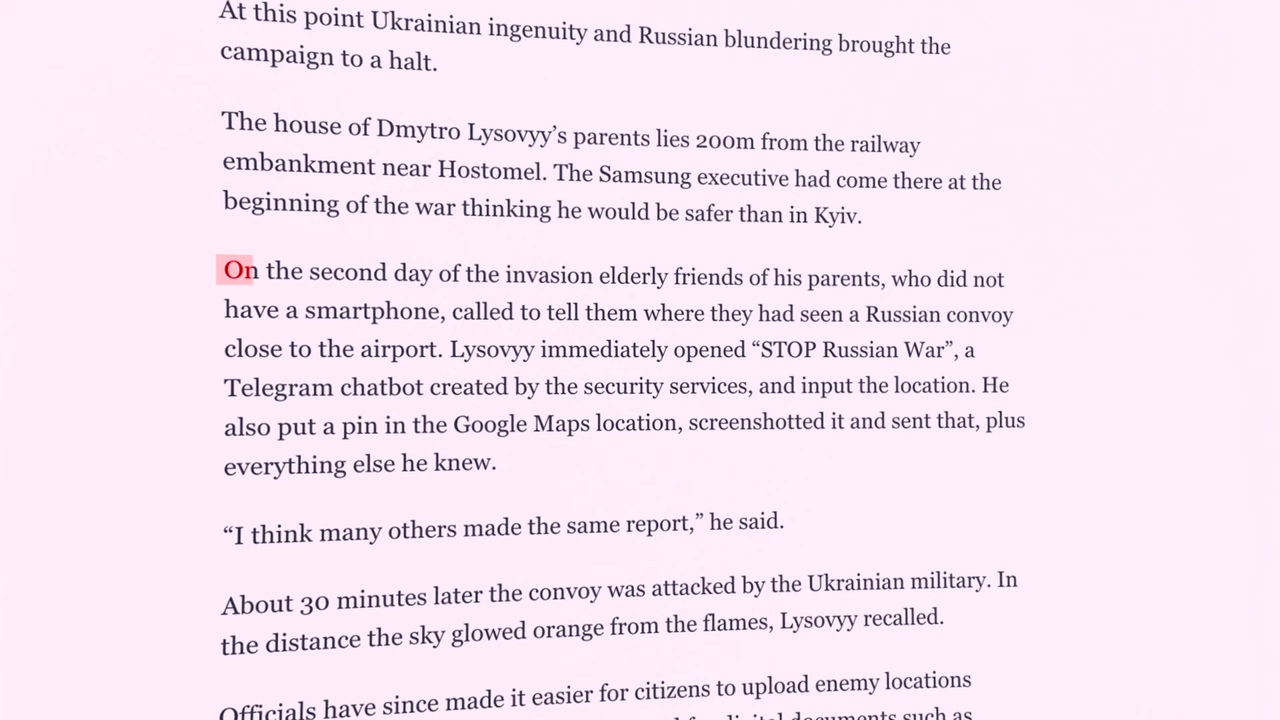 At this point Ukrainian ingenuity and Russian blundering brought the
campaign to a halt.
The house of Dmytro Lysovyy’s parents lies 200m from the railway
embankment near Hostomel. The Samsung executive had come there at the
beginning of the war thinking he would be safer than in Kyiv.
On the second day of the invasion elderly friends of his parents, who did not
have a smartphone, called to tell them where they had seen a Russian convoy
close to the airport. Lysovyy immediately opened “STOP Russian War”, a
Telegram chatbot created by the security services, and input the location. He
also put a pin in the Google Maps location, screenshotted it and sent that, plus
everything else he knew.
“I think many others made the same report,” he said.
About 30 minutes later the convoy was attacked by the Ukrainian military. In
the distance the sky glowed orange from the flames, Lysovyy recalled.
Officials have since made it easier for citizens to upload enemy locations
digital documents such as